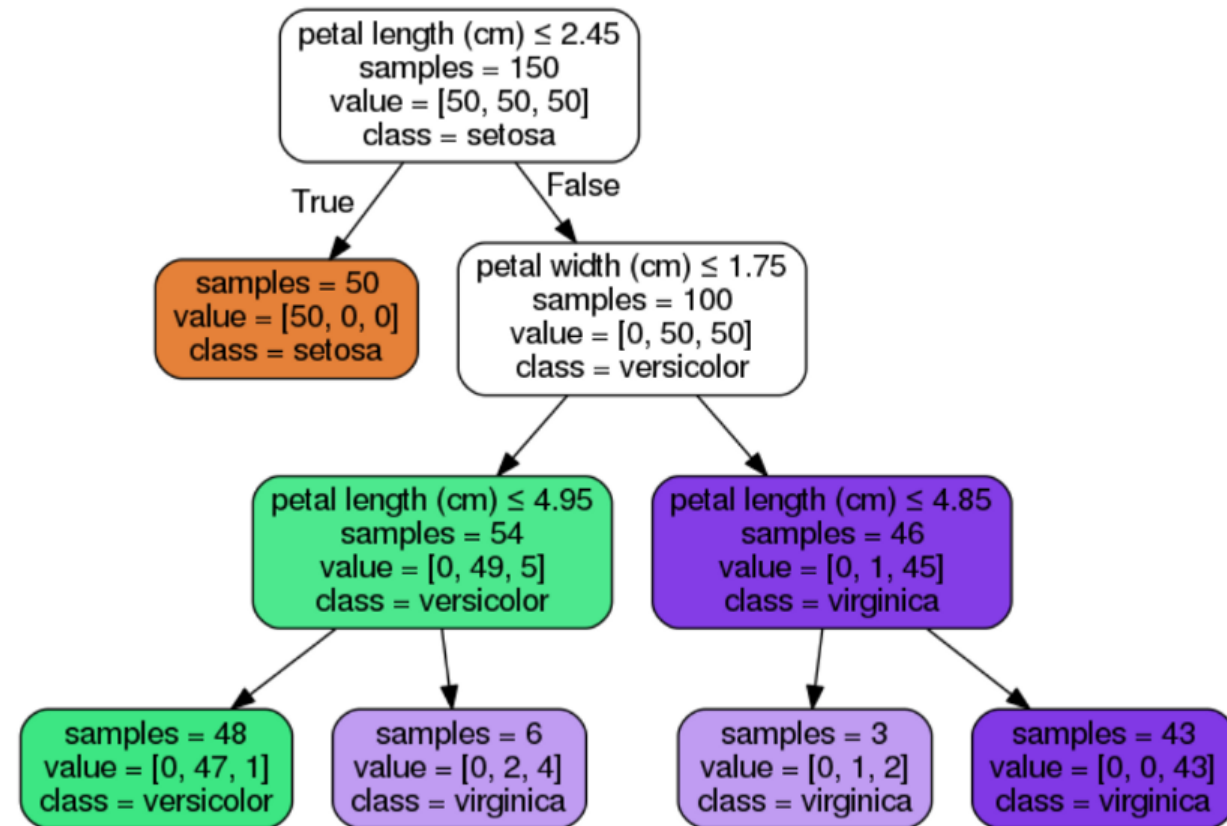 petal length (cm) ≤ 2.45
samples = 150
value = [50, 50, 50]
class = setosa
True
False
samples = 50
value = [50, 0, 0]
class = setosa
petal width (cm) ≤ 1.75
samples = 100
value = [0, 50, 50]
class = versicolor
petal length (cm) ≤ 4.95
samples = 54
value = [0, 49, 5]
class = versicolor
petal length (cm) ≤ 4.85
samples = 46
value = [0, 1, 45]
class = virginica
samples = 48
value = [0, 47, 1]
class = versicolor
samples = 6
value = [0, 2, 4]
class = virginica
samples = 3
value = [0, 1, 2]
class = virginica
samples = 43
value = [0, 0, 43]
class = virginica